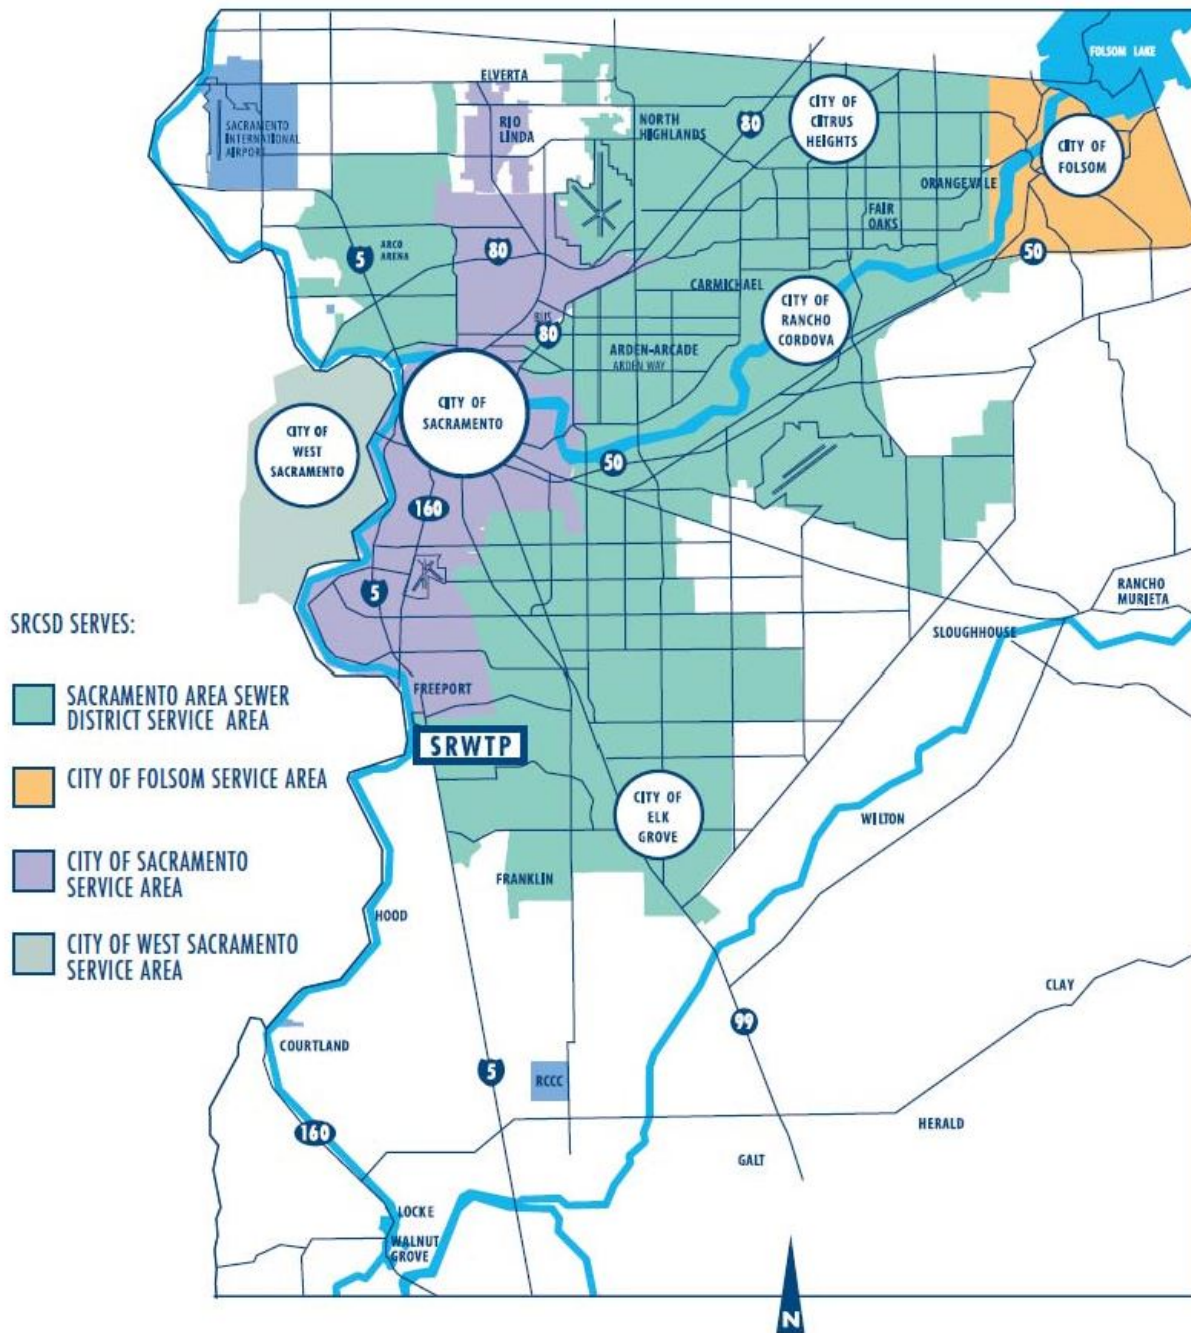 FOLSOM LAKE
ELVERTA
80
CITY OF
CITRUS
HEIGHTS
RIO
LINDA
NORTH
HIGHLANDS
80
SACRAMENTO
INTERNATIONAL
AIRPORT
CITY OF
FOLSOM
ORANGEVALE
FAIR
OAKS
5
ARCO
ARENA
80
50
CARMICHAEL
CITY OF
RANCHO
CORDOVA
BUS
80
ARDEN-ARCADE
ARDEN WAY
CITY OF
SACRAMENTO
CITY OF
WEST
SACRAMENTO
50
160
5
RANCHO
MURIETA
SLOUGHHOUSE
SRCSD SERVES:
SACRAMENTO AREA SEWER
DISTRICT SERVICE AREA
CITY OF FOLSOM SERVICE AREA
CITY OF SACRAMENTO
SERVICE AREA
CITY OF WEST SACRAMENTO
SERVICE AREA
FREEPORT
SRWTP
CITY OF
ELK
GROVE
WILTON
FRANKLIN
HOOD
CLAY
99
COURTLAND
5
RCCC
160
HERALD
GALT
LOCKE
WALNUT
GROVE
N